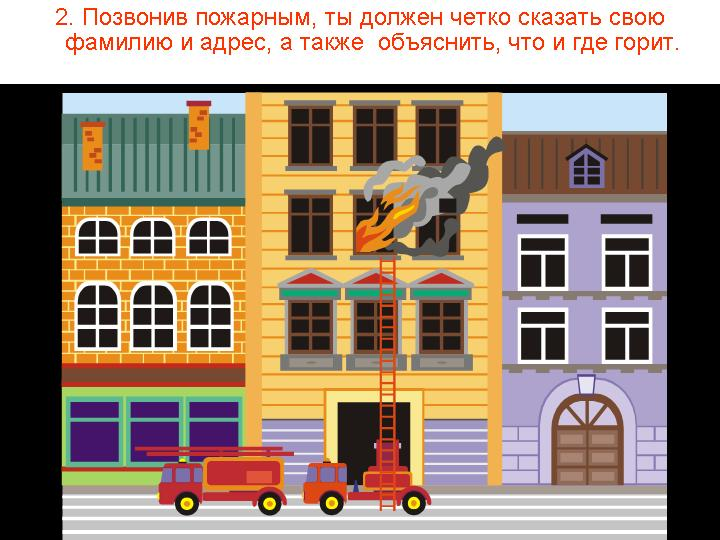 2. Позвонив пожарным, ты должен четко сказать свою
фамилию и адрес, а также  объяснить, что и где горит.